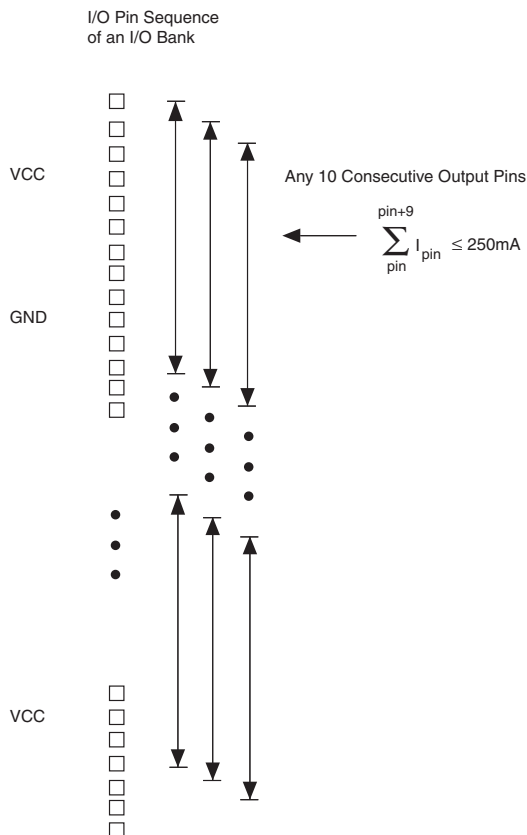 I/O Pin Sequence
of an I/O Bank
VCC
Any 10 Consecutive Output Pins
pin+9
∑ I pin ≤ 250mA
pin
GND
VCC